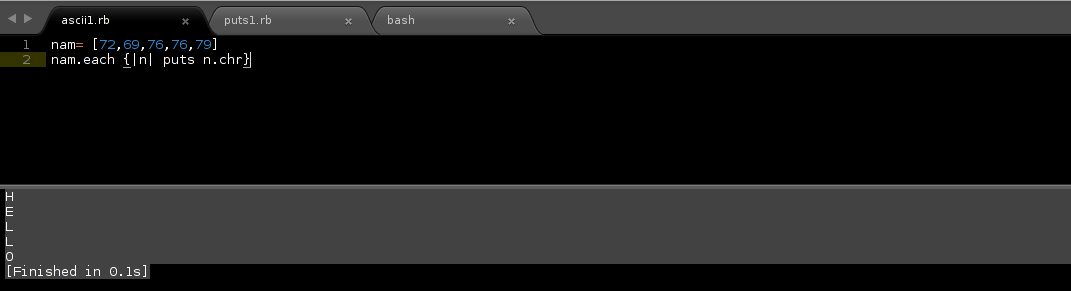 ascii1.rb × puts1.rb × bash ×
1 nam= [72,69,76,76,79]
2 nam.each {|n| puts n.chr}
H
E
L
L
O
[Finished in 0.1s]